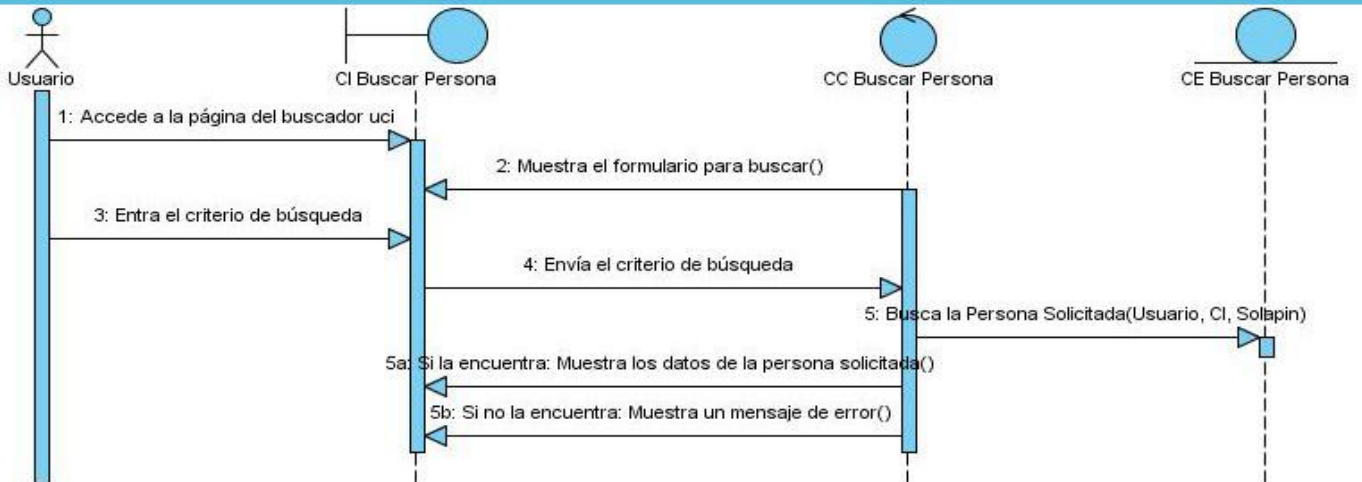 Usuario
CI Buscar Persona
CC Buscar Persona
CE Buscar Persona
1: Accede a la página del buscador uci
2: Muestra el formulario para buscar()
3: Entra el criterio de búsqueda
4: Envía el criterio de búsqueda
5: Busca la Persona Solicitada(Usuario, CI, Solapin)
5a: Si la encuentra: Muestra los datos de la persona solicitada()
5b: Si no la encuentra: Muestra un mensaje de error()